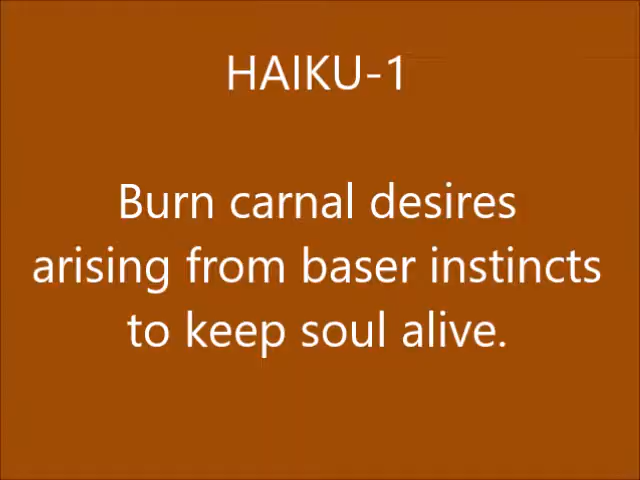 HAIKU-1
Burn carnal desires
arising from baser instincts
to keep soul alive.